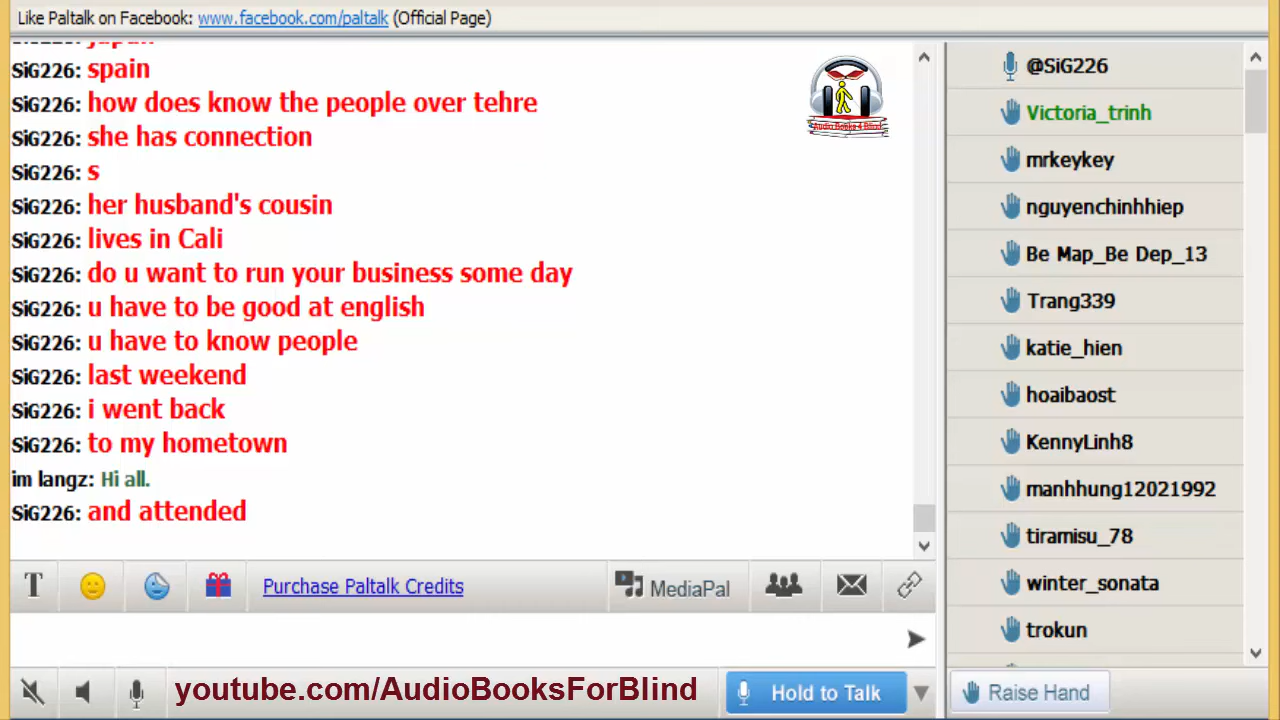 Like Paltalk on Facebook: www.facebook.com/paltalk (Official Page)
japan
SiG226: spain
SiG226: how does know the people over tehre
SiG226: she has connection
SiG226: s
SiG226: her husband's cousin
SiG226: lives in Cali
SiG226: do u want to run your business some day
SiG226: u have to be good at english
SiG226: u have to know people
SiG226: last weekend
SiG226: i went back
SiG226: to my hometown
im langz: Hi all.
SiG226: and attended
Audio Books 4 Blind
@SiG226
Victoria_trinh
mrkeykey
nguyenchinhhiep
Be Map_Be Dep_13
Trang339
katie_hien
hoaibaost
KennyLinh8
manhhung12021992
tiramisu_78
winter_sonata
trokun
T
Purchase Paltalk Credits
MediaPal
youtube.com/AudioBooksForBlind
Hold to Talk
Raise Hand